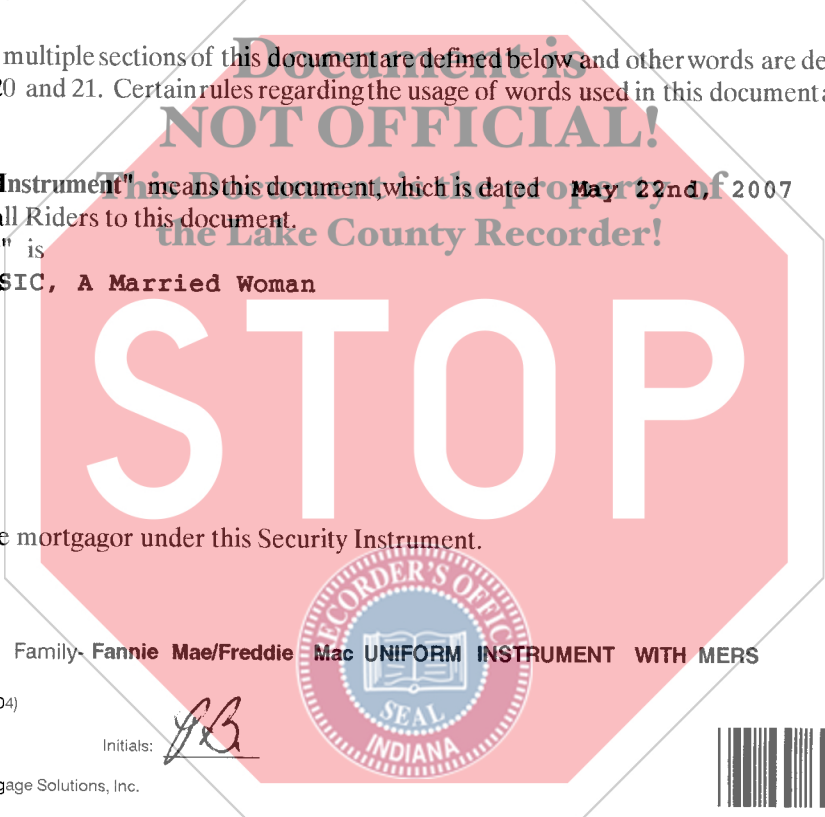 Document is
multiple sections of this document are defined below and other words are de
20 and 21. Certain rules regarding the usage of words used in this document a
NOT OFFICIAL!
This Document is the property of
Instrument" means this document, which is dated May 22nd, 2007
all Riders to this document.
the Lake County Recorder!
" is
SIC, A Married Woman
STOP
e mortgagor under this Security Instrument.
RECORDER'S OFFIC
Family- Fannie Mae/Freddie Mac UNIFORM INSTRUMENT WITH MERS
04)
SEAL
INDIANA
Initials: JB
gage Solutions, Inc.